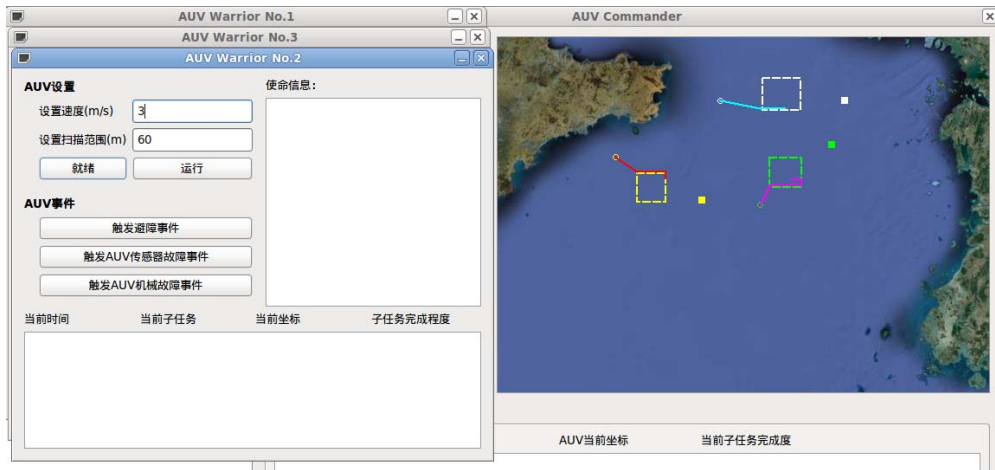 AUV Warrior No.1
AUV Commander
AUV Warrior No.3
AUV Warrior No.2
AUV设置
使命信息:
设置速度(m/s) 3
设置扫描范围(m) 60
就绪 运行
AUV事件
触发避障事件
触发AUV传感器故障事件
触发AUV机械故障事件
当前时间 当前子任务 当前坐标 子任务完成程度
AUV当前坐标 当前子任务完成度